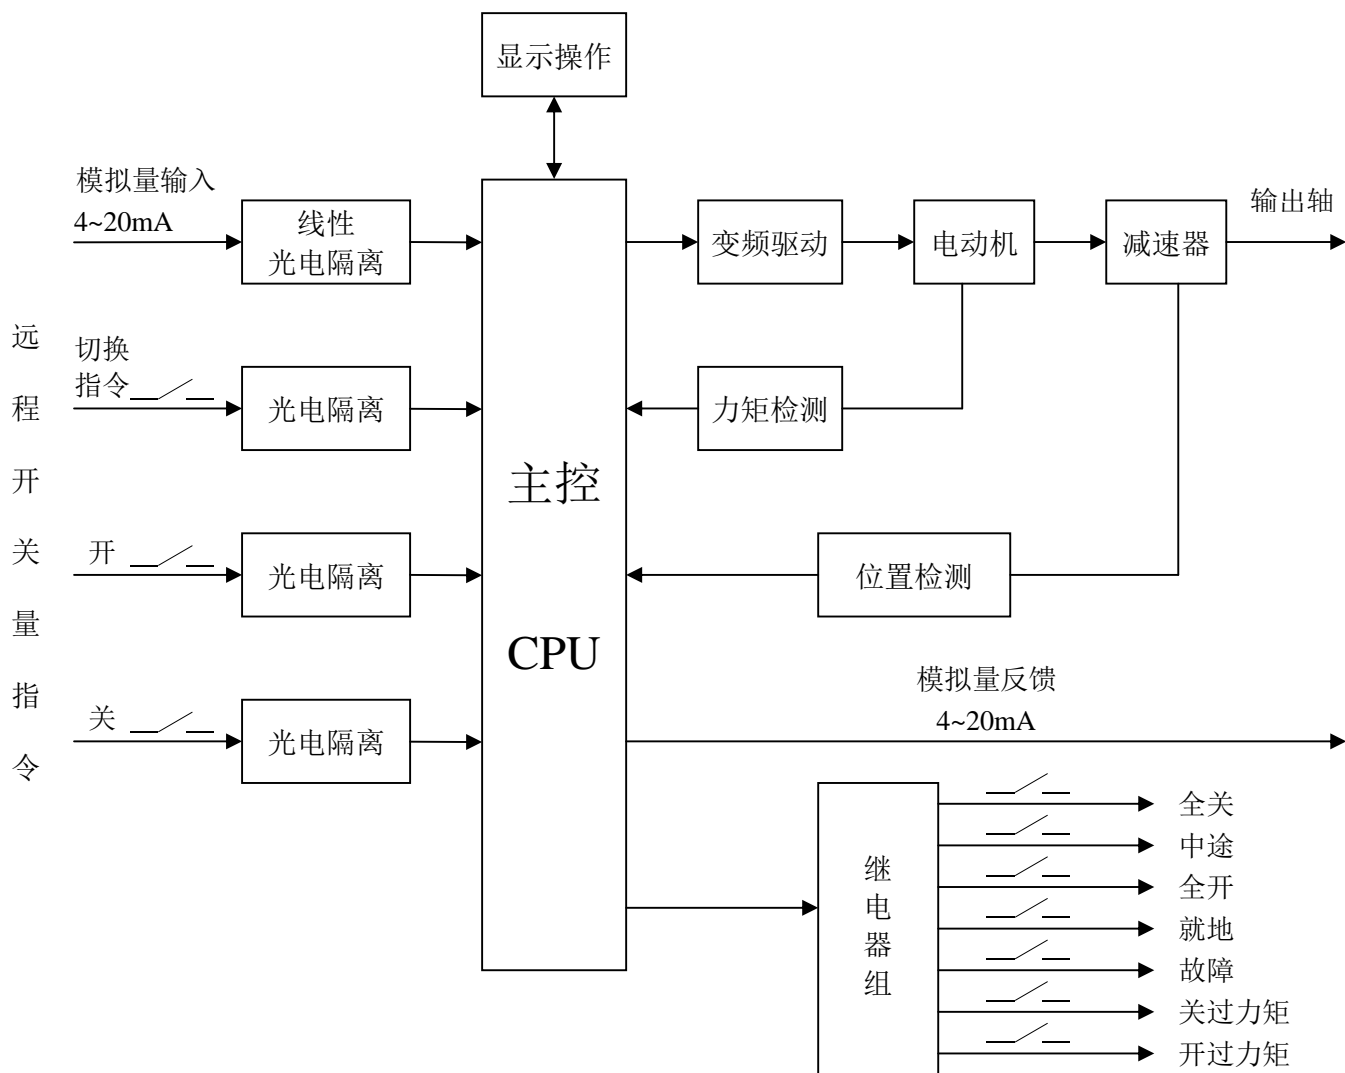 显示操作
模拟量输入
4~20mA
线性
光电隔离
变频驱动
电动机
减速器
输出轴
远程开关量指令
切换
指令
光电隔离
力矩检测
主控
CPU
开
光电隔离
位置检测
关
光电隔离
模拟量反馈
4~20mA
继电器组
全关
中途
全开
就地
故障
关过力矩
开过力矩